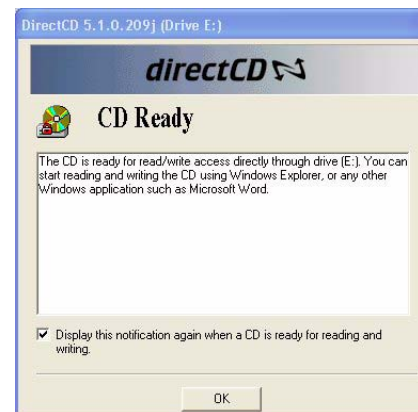 DirectCD 5.1.0.209j (Drive E:)
directCD
CD Ready
The CD is ready for read/write access directly through drive (E:). You can
start reading and writing the CD using Windows Explorer, or any other
Windows application such as Microsoft Word.
Display this notification again when a CD is ready for reading and
writing.
OK